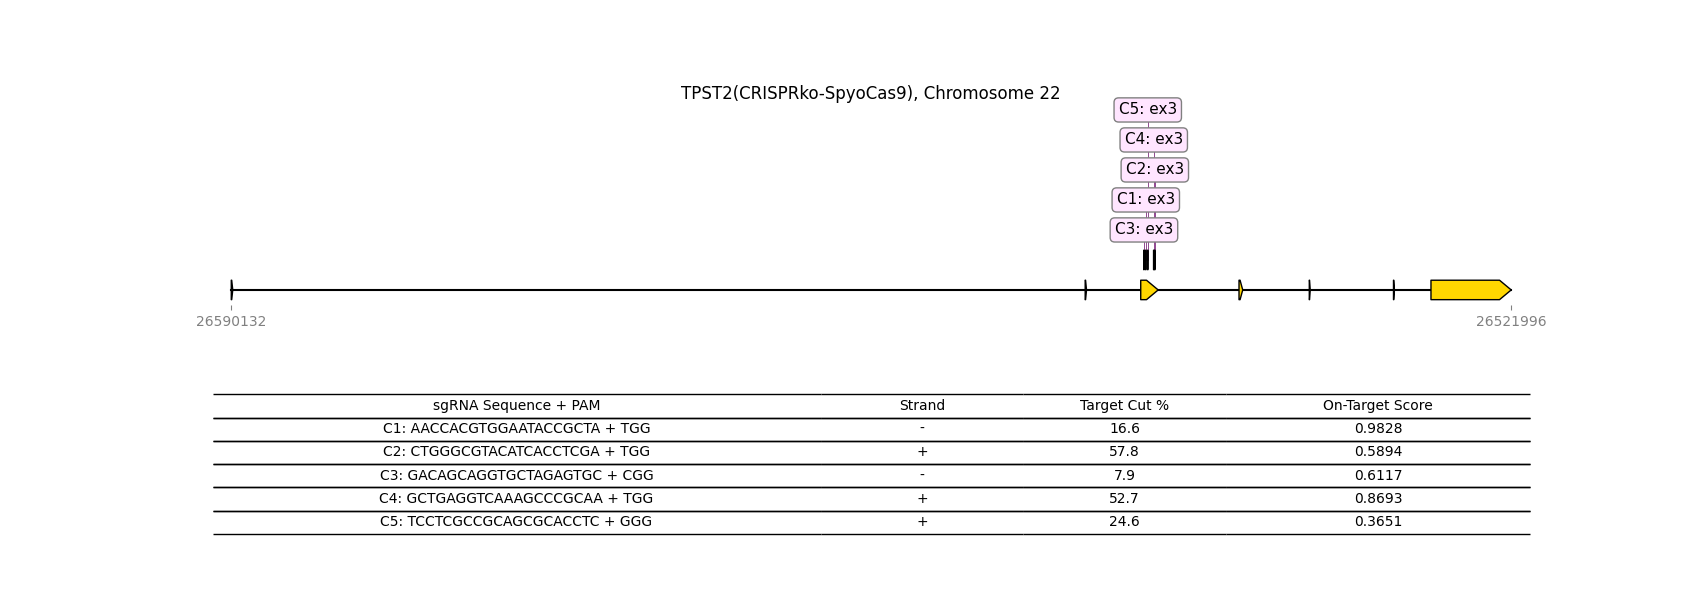 TPST2(CRISPRko-SpyoCas9), Chromosome 22
C5: ex3
C4: ex3
C2: ex3
C1: ex3
C3: ex3
26590132 26521996
sgRNA Sequence + PAM Strand Target Cut % On-Target Score
C1: AACCACGTGGAATACCGCTA + TGG - 16.6 0.9828
C2: CTGGGCGTACATCACCTCGA + TGG + 57.8 0.5894
C3: GACAGCAGGTGCTAGAGTGC + CGG - 7.9 0.6117
C4: GCTGAGGTCAAAGCCCGCAA + TGG + 52.7 0.8693
C5: TCCTCGCCGCAGCGCACCTC + GGG + 24.6 0.3651